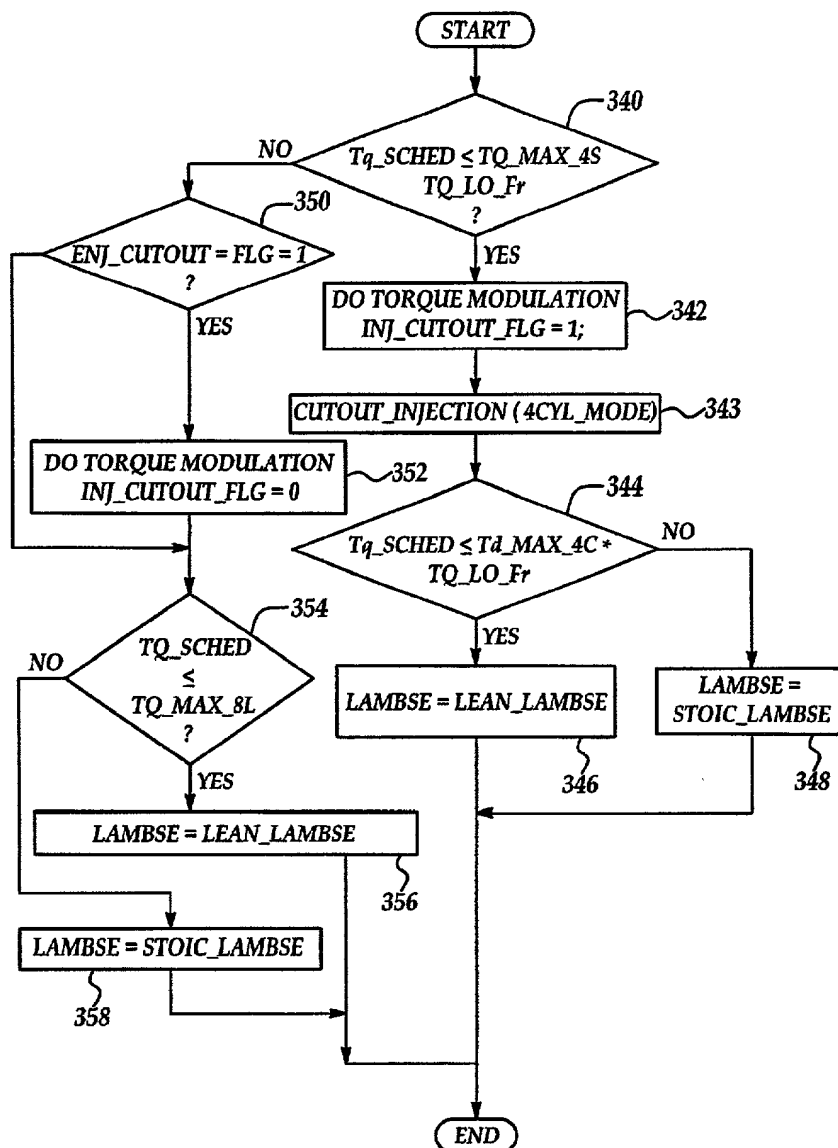 START
340
Tq_SCHED ≤ TQ_MAX_4S
TQ_LO_Fr
?
NO
YES
350
ENJ_CUTOUT = FLG = 1
?
YES
DO TORQUE MODULATION
INJ_CUTOUT_FLG = 1;
342
CUTOUT_INJECTION ( 4CYL_MODE)
343
DO TORQUE MODULATION
INJ_CUTOUT_FLG = 0
352
344
Tq_SCHED ≤ Td_MAX_4C *
TQ_LO_Fr
NO
YES
354
TQ_SCHED
≤
TQ_MAX_8L
?
NO
YES
LAMBSE = LEAN_LAMBSE
346
LAMBSE =
STOIC_LAMBSE
348
LAMBSE = LEAN_LAMBSE
356
LAMBSE = STOIC_LAMBSE
358
END